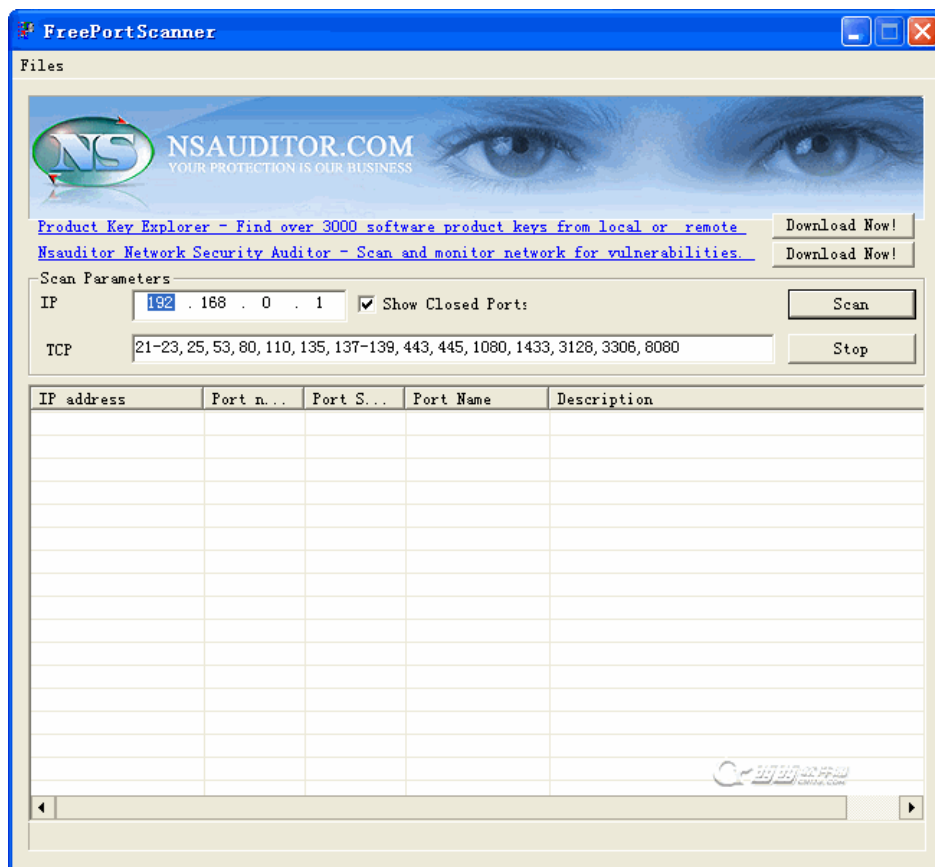 FreePortScanner
Files
NS NSAUDITOR.COM
YOUR PROTECTION IS OUR BUSINESS
Product Key Explorer - Find over 3000 software product keys from local or remote
Download Now!
Nsauditor Network Security Auditor - Scan and monitor network for vulnerabilities.
Download Now!
Scan Parameters
IP 192 . 168 . 0 . 1 Show Closed Ports Scan
TCP 21-23, 25, 53, 80, 110, 135, 137-139, 443, 445, 1080, 1433, 3128, 3306, 8080 Stop
IP address Port n... Port S... Port Name Description